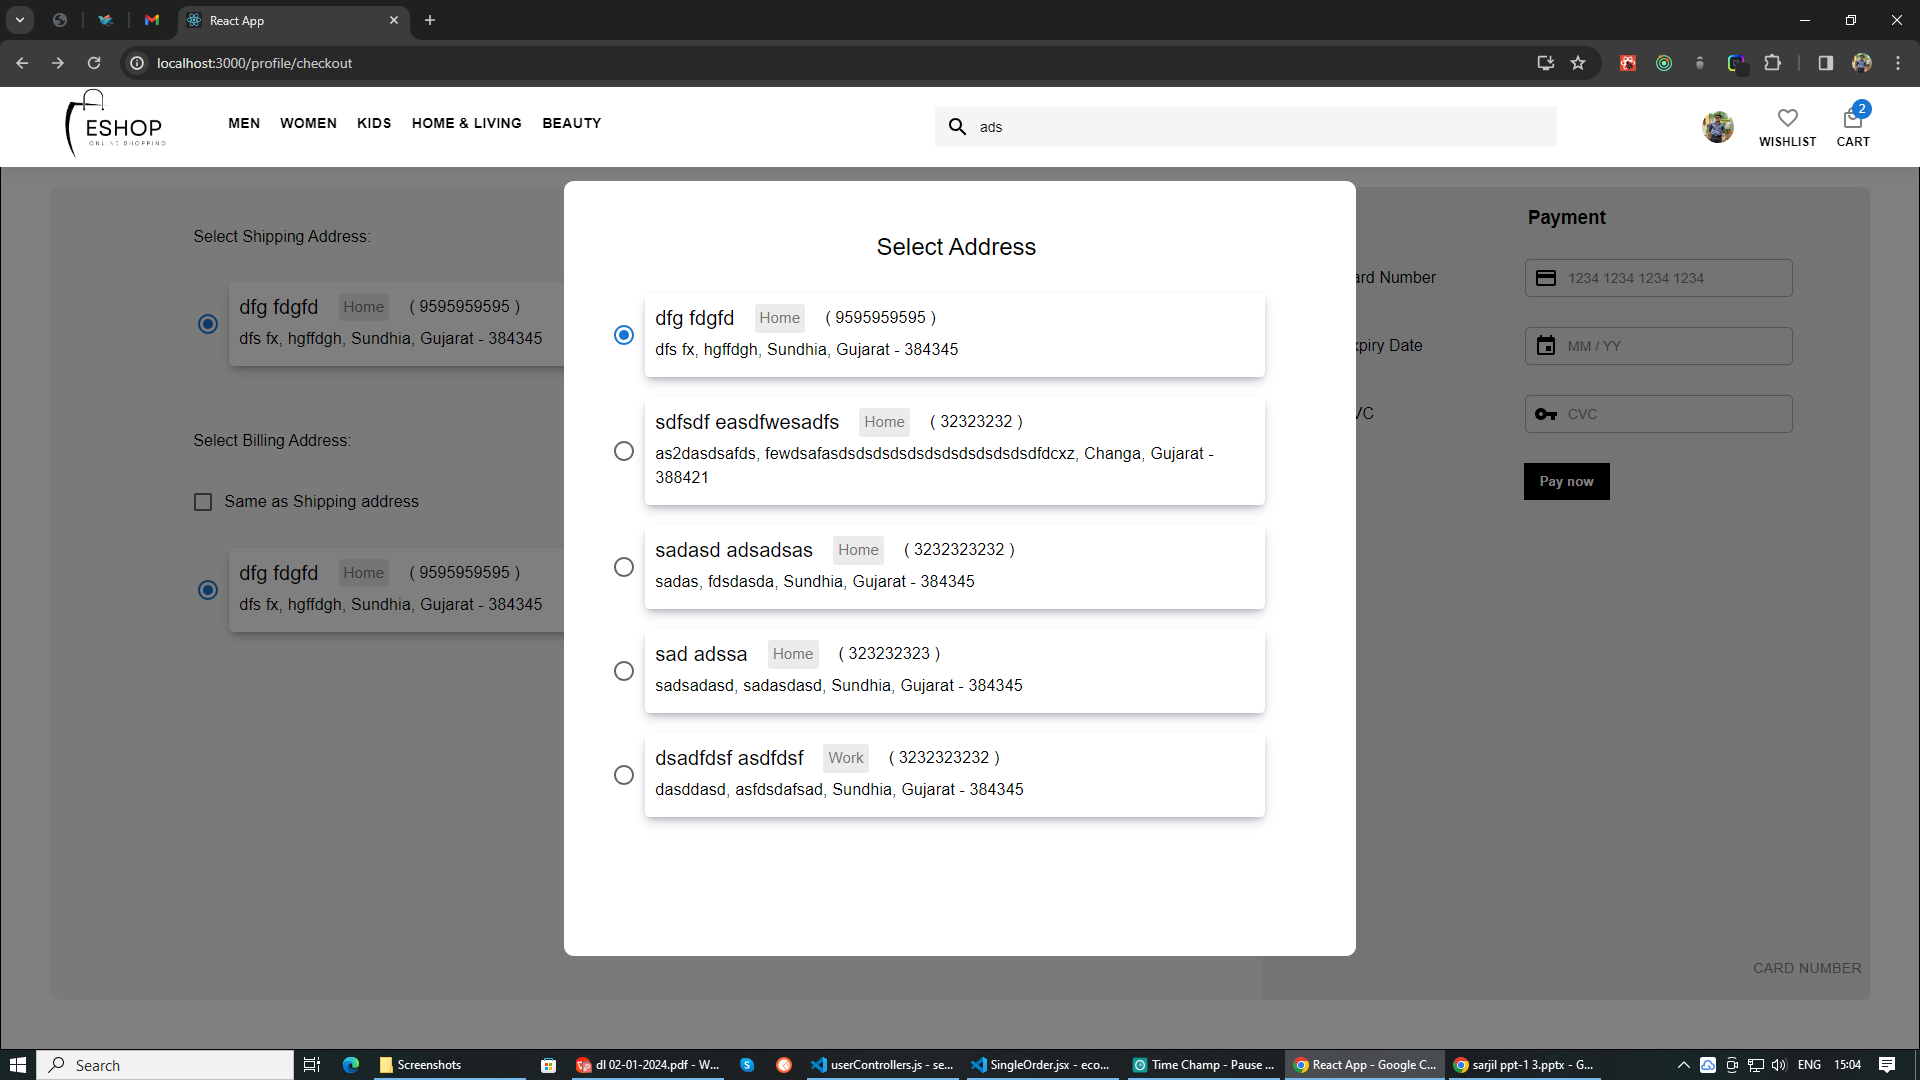 React App
localhost:3000/profile/checkout
ESHOP
ONLINE SHOPPING
MEN WOMEN KIDS HOME & LIVING BEAUTY
ads
WISHLIST
2
CART
Select Shipping Address:
dfg fdgfd Home ( 9595959595 )
dfs fx, hgffdgh, Sundhia, Gujarat - 384345
Select Billing Address:
Same as Shipping address
dfg fdgfd Home ( 9595959595 )
dfs fx, hgffdgh, Sundhia, Gujarat - 384345
Select Address
dfg fdgfd Home ( 9595959595 )
dfs fx, hgffdgh, Sundhia, Gujarat - 384345
sdfsdf easdfwesadfs Home ( 32323232 )
as2dasdsafds, fewdsafasdsdsdsdsdsdsdsdsdsdsdsdfdcxz, Changa, Gujarat -
388421
sadasd adsadsas Home ( 3232323232 )
sadas, fdsdasda, Sundhia, Gujarat - 384345
sad adssa Home ( 323232323 )
sadsadasd, sadasdasd, Sundhia, Gujarat - 384345
dsadfdsf asdfdsf Work ( 3232323232 )
dasddasd, asfdsdafsad, Sundhia, Gujarat - 384345
Payment
ard Number 1234 1234 1234 1234
xpiry Date MM / YY
VC CVC
Pay now
CARD NUMBER
Search
Screenshots
dl 02-01-2024.pdf - W...
userControllers.js - se...
SingleOrder.jsx - eco...
Time Champ - Pause ...
React App - Google C...
sarjil ppt-1 3.pptx - G...
ENG
15:04